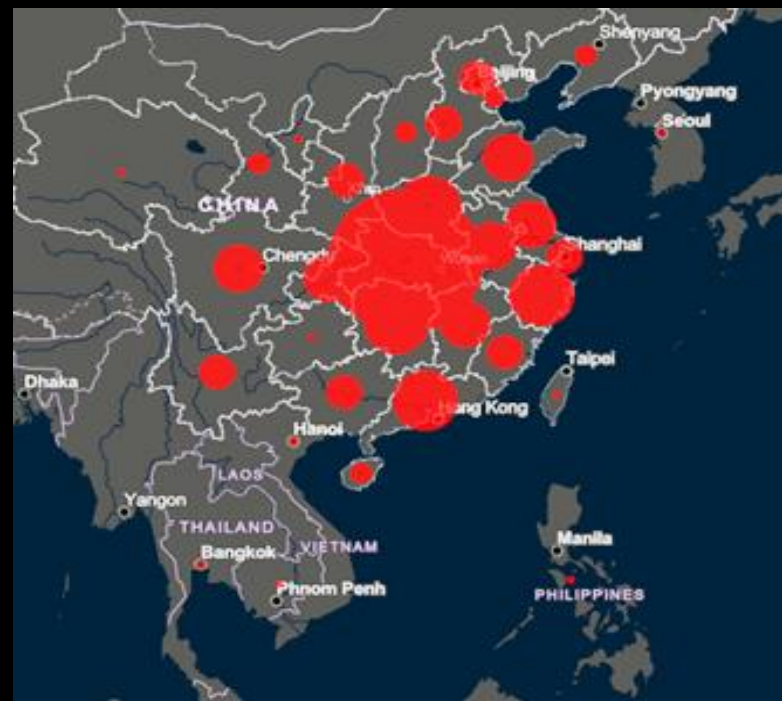 Shenyang
Beijing
Pyongyang
Seoul
CHINA
Chengdu
Wuhan
Shanghai
Taipei
Dhaka
Hong Kong
Hanoi
LAOS
Yangon
THAILAND
VIETNAM
Manila
Bangkok
Phnom Penh
PHILIPPINES